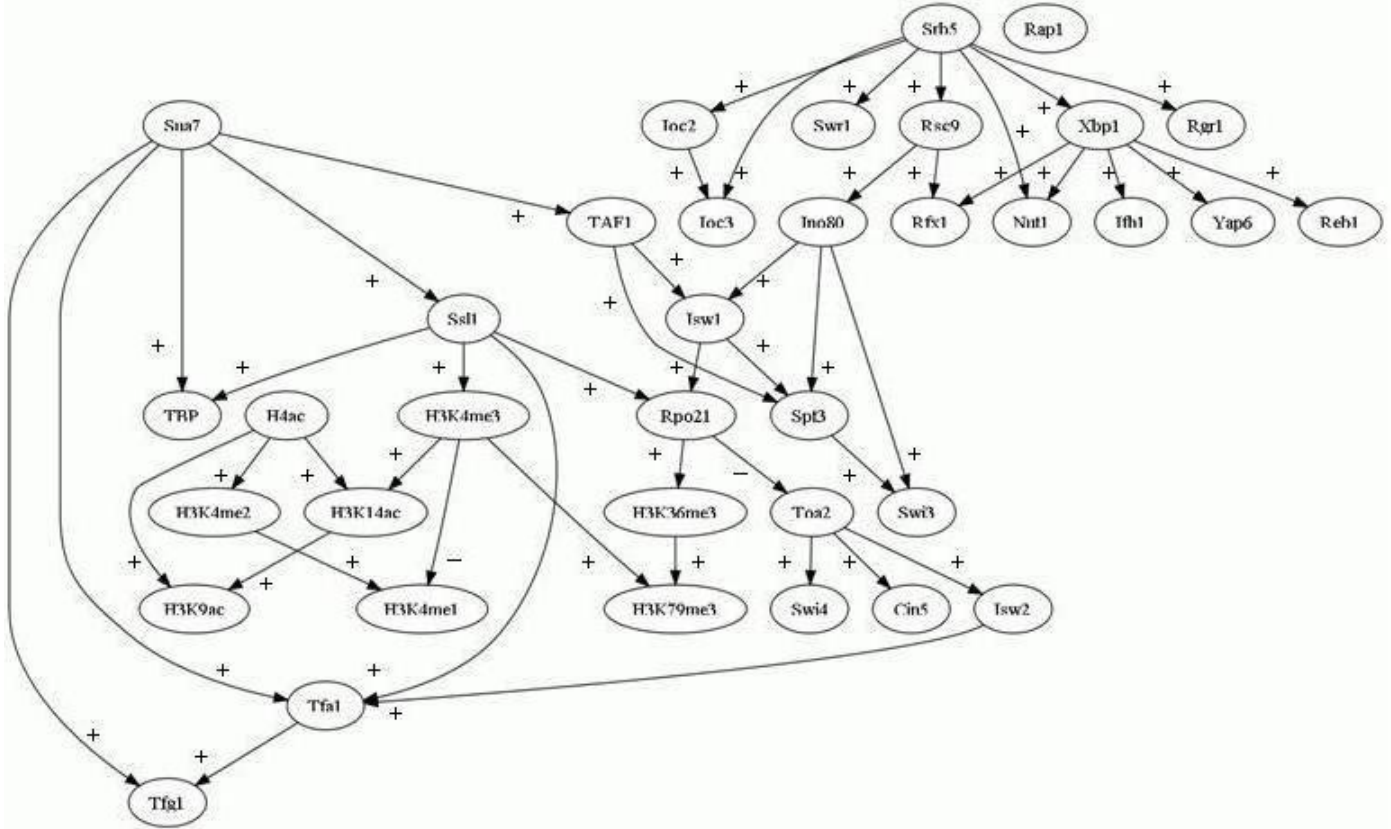 Srb5 Rap1
+ + + + +
Sua7 Ioc2 Swr1 Rsc9 + Xbp1 Rgr1
+ + + + + + + + +
+ TAF1 Ioc3 Ino80 Rfx1 Nut1 Ifh1 Yap6 Reb1
+
+ + +
Ssl1 Isw1
+ + + + + + +
TBP H4ac H3K4me3 Rpo21 Spt3
+ + + + − + +
H3K4me2 H3K14ac H3K36me3 Toa2 Swi3
+ + + − + + + + +
H3K9ac H3K4me1 H3K79me3 Swi4 Cin5 Isw2
+ +
Tfa1 +
+ +
Tfg1